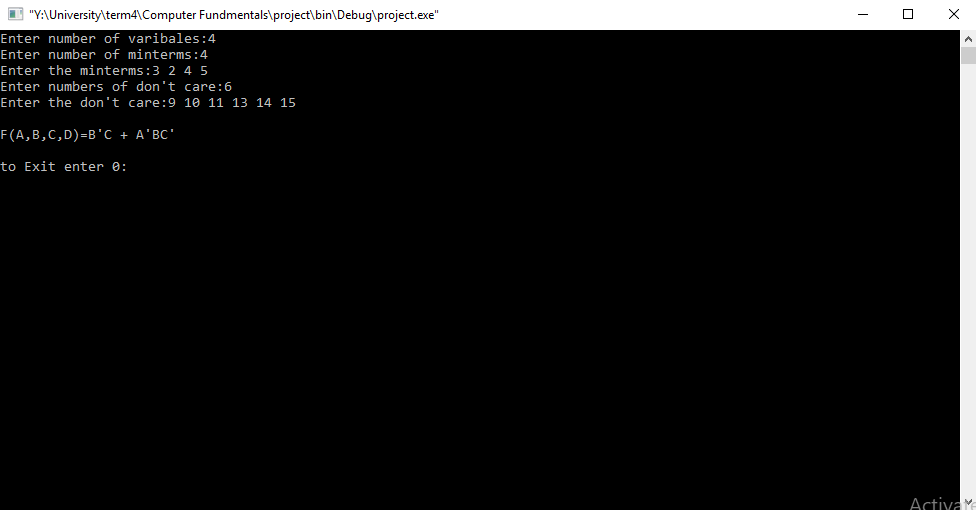 "Y:\University\term4\Computer Fundmentals\project\bin\Debug\project.exe"
Enter number of varibales:4
Enter number of minterms:4
Enter the minterms:3 2 4 5
Enter numbers of don't care:6
Enter the don't care:9 10 11 13 14 15
F(A,B,C,D)=B'C + A'BC'
to Exit enter 0: